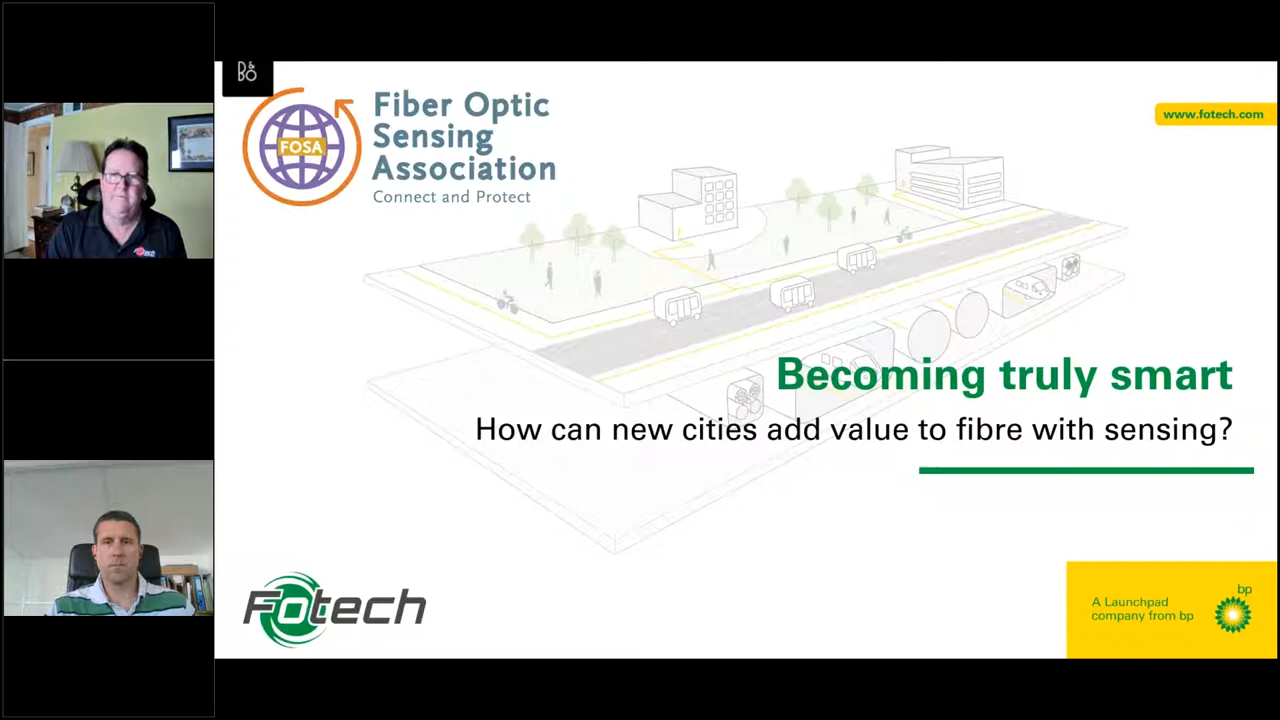 B&O
Fiber Optic
Sensing
Association
FOSA
Connect and Protect
www.fotech.com
Becoming truly smart
How can new cities add value to fibre with sensing?
Fotech
bp
A Launchpad
company from bp